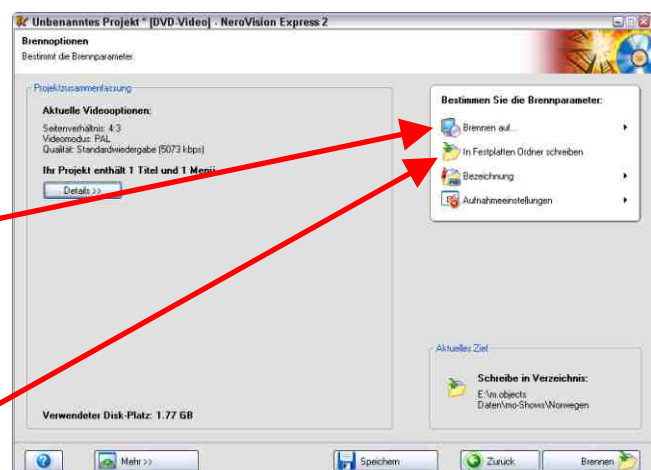 Unbenanntes Projekt * [DVD-Video] - NeroVision Express 2
Brennoptionen
Bestimmt die Brennparameter.
Projektzusammenfassung
Aktuelle Videooptionen:
Seitenverhältnis: 4:3
Videomodus: PAL
Qualität: Standardwiedergabe (5073 kbps)
Ihr Projekt enthält 1 Titel und 1 Menü
Details >>
Verwendeter Disk-Platz: 1.77 GB
Bestimmen Sie die Brennparameter:
Brennen auf...
In Festplatten Ordner schreiben
Bezeichnung
Aufnahmeeinstellungen
Aktuelles Ziel
Schreibe in Verzeichnis:
E:\m.objects
Daten\mo-Shows\Norwegen
Mehr >>
Speichern
Zurück
Brennen